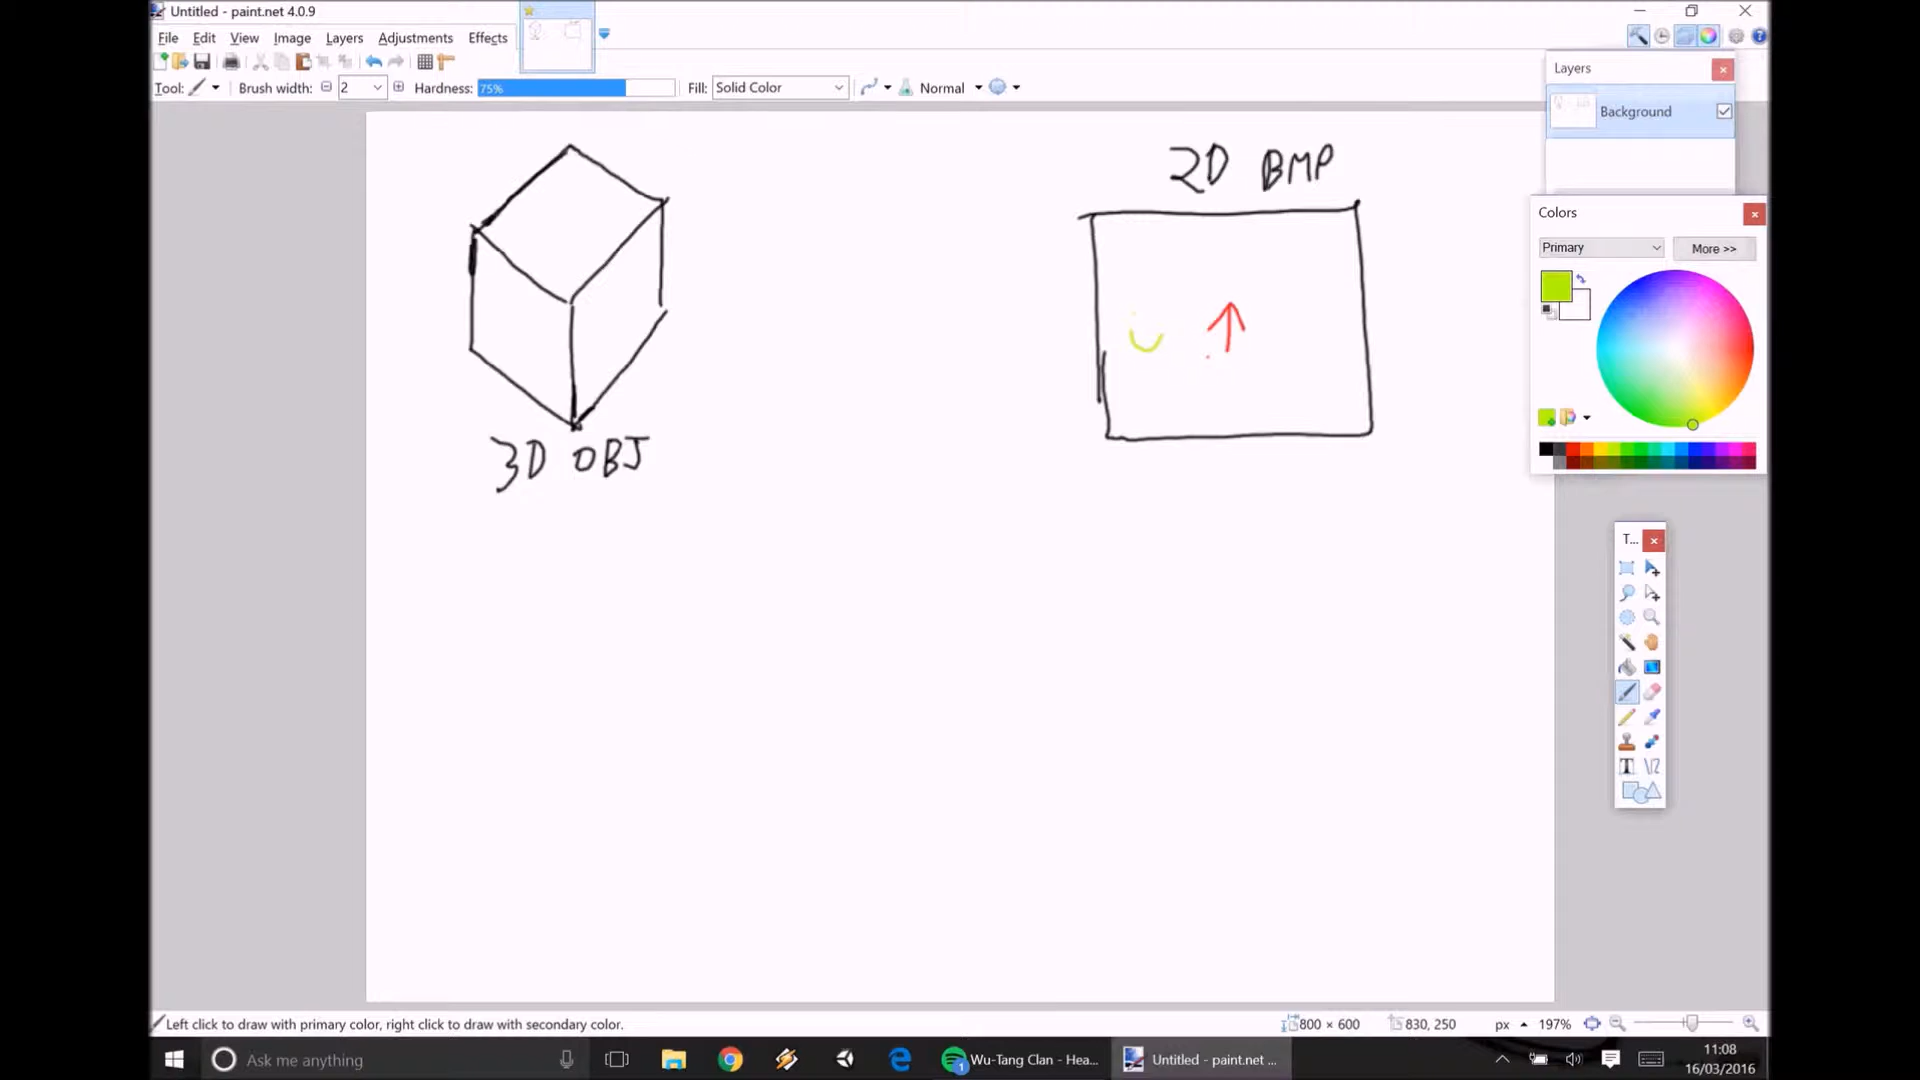 Untitled - paint.net 4.0.9
File Edit View Image Layers Adjustments Effects
Tool: Brush width: 2 Hardness: 75% Fill: Solid Color Normal
Layers
Background
Colors
Primary More >>
2D BMP
3D OBJ
T...
Left click to draw with primary color, right click to draw with secondary color.
800 × 600 830, 250 px 197%
Ask me anything
1 Wu-Tang Clan - Hea...
Untitled - paint.net ...
11:08
16/03/2016